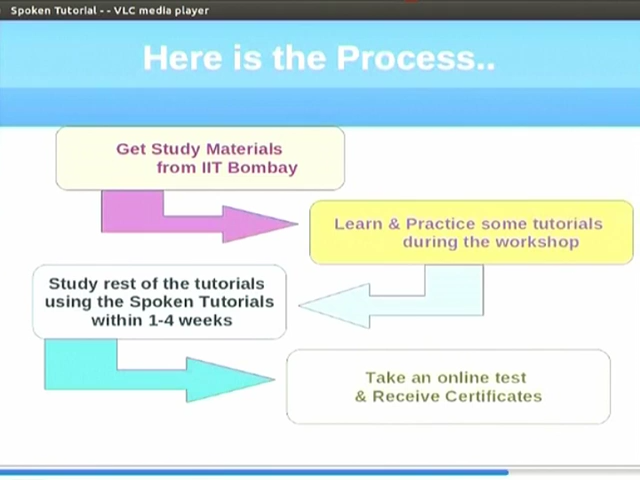 Spoken Tutorial - - VLC media player
Here is the Process..
Get Study Materials
from IIT Bombay
Learn & Practice some tutorials
during the workshop
Study rest of the tutorials
using the Spoken Tutorials
within 1-4 weeks
Take an online test
& Receive Certificates